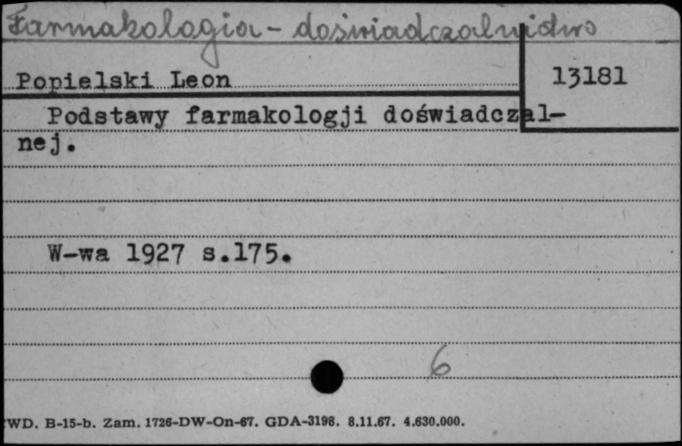 Farmakologia - doświadczalnictwo
Popielski Leon
13181
Podstawy farmakologji doświadczal-
nej.
W-wa 1927 s.175.
6
WD. B-15-b. Zam. 1726-DW-On-67. GDA-3198. 8.11.67. 4.630.000.